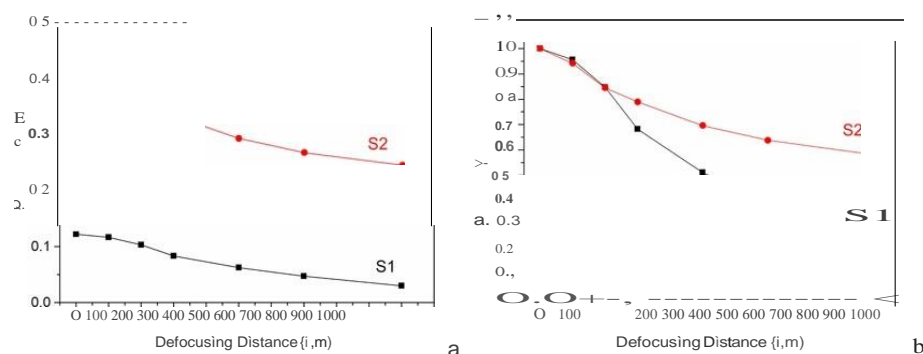 0 5 - - - - - - - - - - -
0.4
E
c
0.3
0 2
S2
0.1
S1
0.0
O 100 200 300 400 500 600 700 800 900 1000
Defocusing Distance {i,m)
a
– ’ ’
1 0
0.9
o a
0.7
0.6
0 5
0.4
a. 0.3
0.2
o.,
S2
S1
O.O+–,
O 100 200 300 400 500 600 700 800 900 1000
Defocusing Distance {i,m)
b